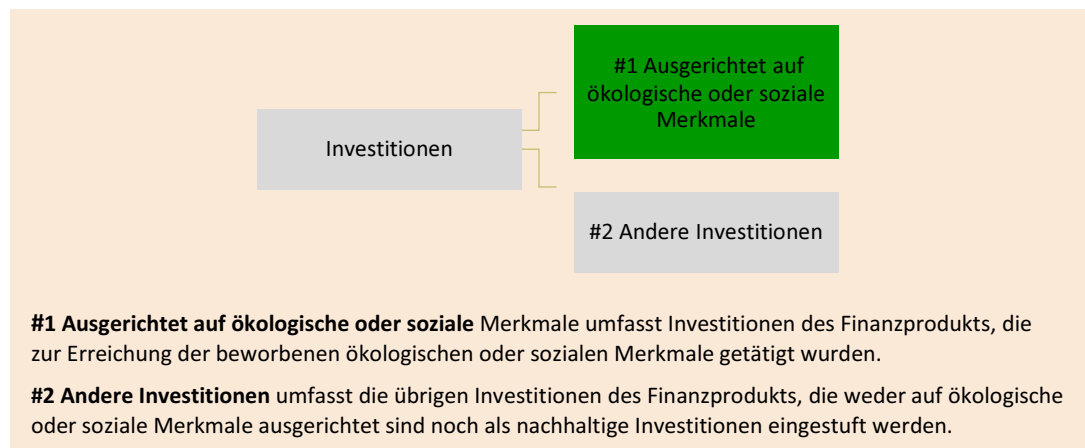 #1 Ausgerichtet auf
ökologische oder soziale
Merkmale
Investitionen
#2 Andere Investitionen
#1 Ausgerichtet auf ökologische oder soziale Merkmale umfasst Investitionen des Finanzprodukts, die
zur Erreichung der beworbenen ökologischen oder sozialen Merkmale getätigt wurden.
#2 Andere Investitionen umfasst die übrigen Investitionen des Finanzprodukts, die weder auf ökologische
oder soziale Merkmale ausgerichtet sind noch als nachhaltige Investitionen eingestuft werden.